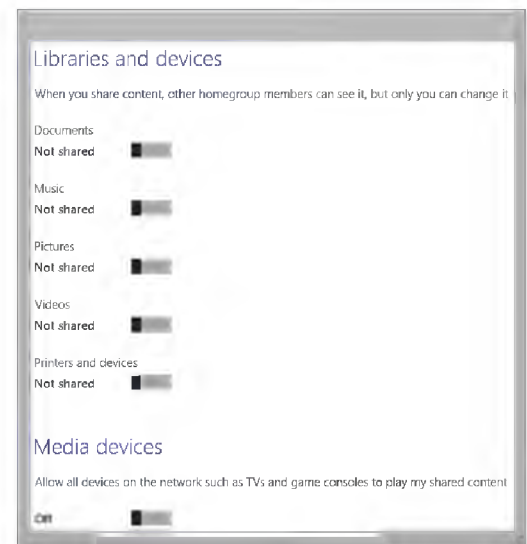 Libraries and devices
When you share content, other homegroup members can see it, but only you can change it
Documents
Not shared
Music
Not shared
Pictures
Not shared
Videos
Not shared
Printers and devices
Not shared
Media devices
Allow all devices on the network such as TVs and game consoles to play my shared content
Off